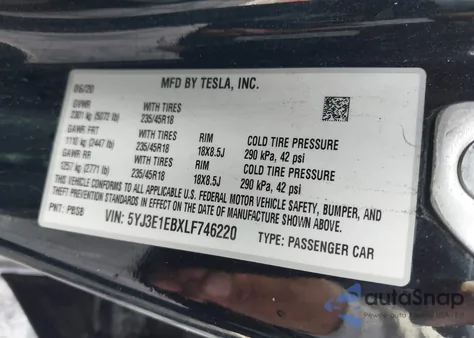 MFD BY TESLA, INC.
06/20
GVWR WITH TIRES
2301 kg (5072 lb) 235/45R18
GAWR FRT WITH TIRES RIM COLD TIRE PRESSURE
1110 kg (2447 lb) 235/45R18 18X8.5J 290 kPa, 42 psi
GAWR RR WITH TIRES RIM COLD TIRE PRESSURE
1257 kg (2771 lb) 235/45R18 18X8.5J 290 kPa, 42 psi
THIS VEHICLE CONFORMS TO ALL APPLICABLE
FEDERAL MOTOR VEHICLE SAFETY, BUMPER, AND
THEFT PREVENTION STANDARDS IN EFFECT ON THE
DATE OF MANUFACTURE SHOWN ABOVE.
PNT: PBSB
VIN: 5YJ3E1EBXLF746220 TYPE: PASSENGER CAR
autoSnap